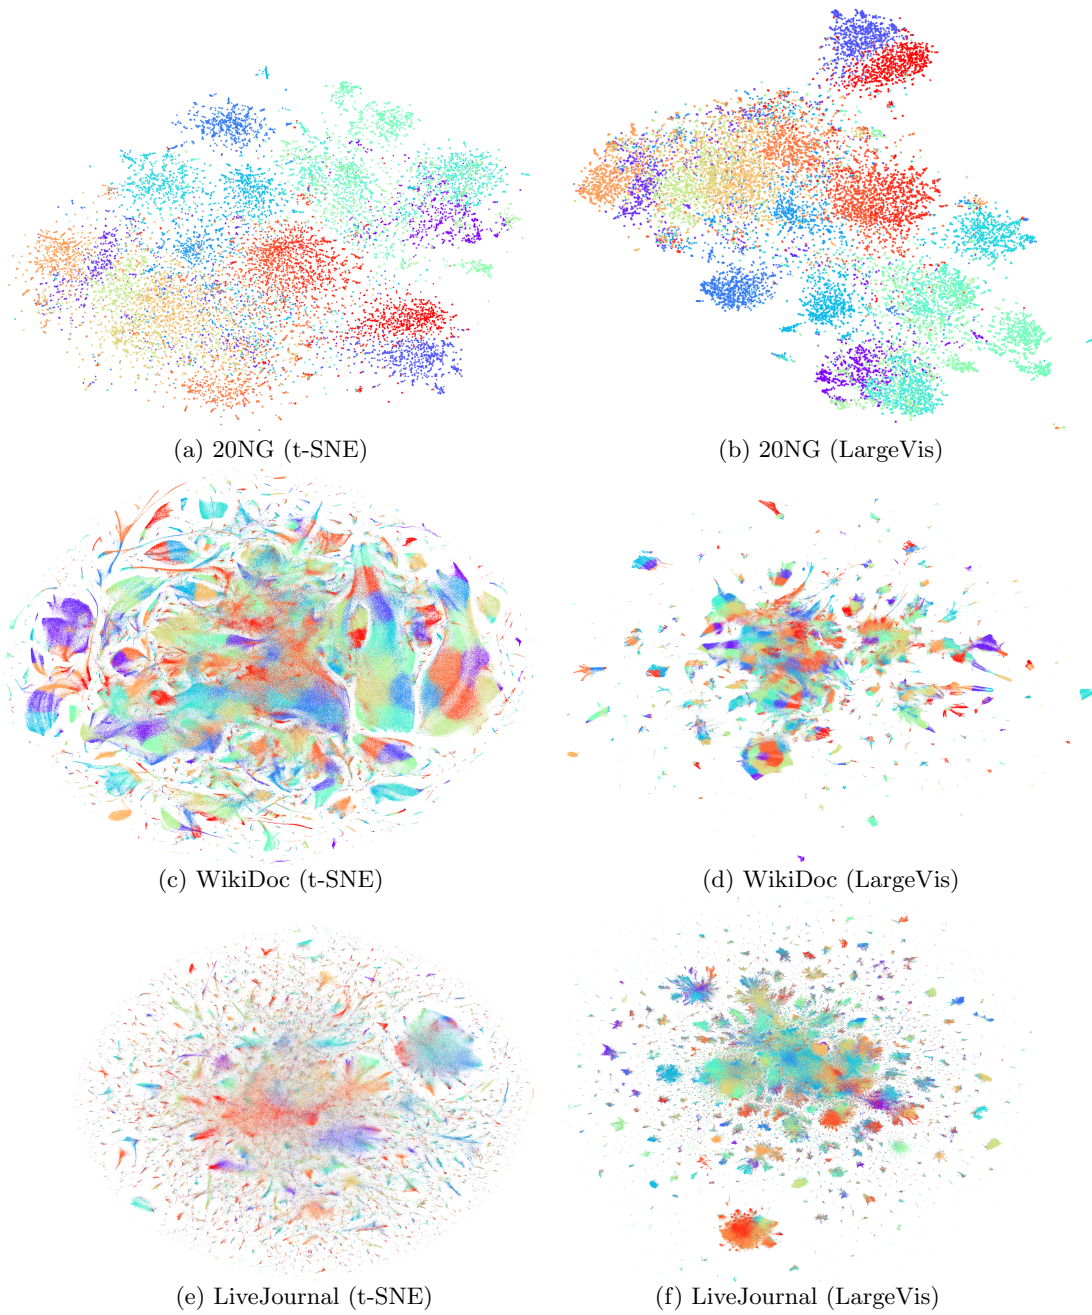 (a) 20NG (t-SNE)
(b) 20NG (LargeVis)
(c) WikiDoc (t-SNE)
(d) WikiDoc (LargeVis)
(e) LiveJournal (t-SNE)
(f) LiveJournal (LargeVis)